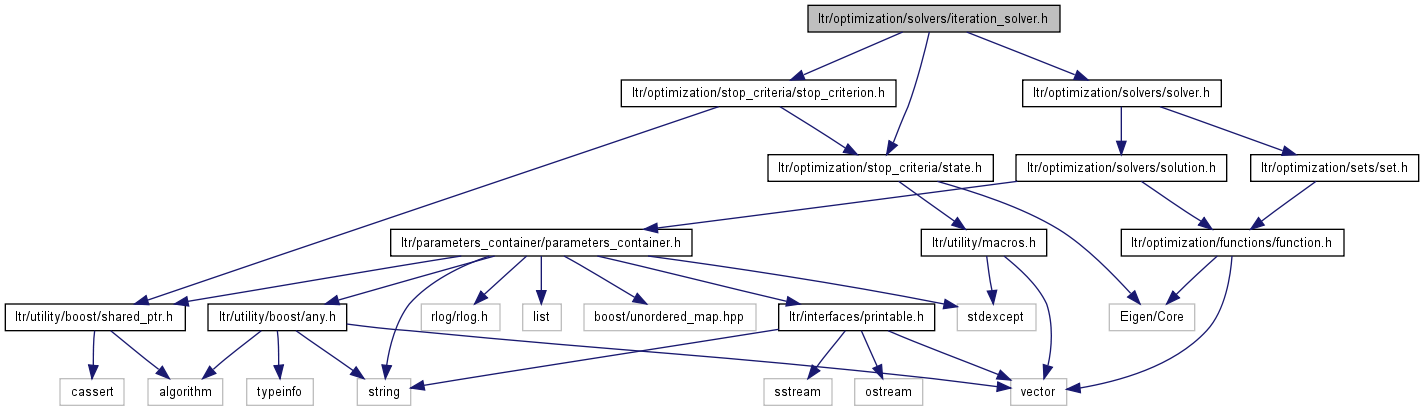 ltr/optimization/solvers/iteration_solver.h
ltr/optimization/stop_criteria/stop_criterion.h
ltr/optimization/solvers/solver.h
ltr/optimization/stop_criteria/state.h
ltr/optimization/solvers/solution.h
ltr/optimization/sets/set.h
ltr/parameters_container/parameters_container.h
ltr/utility/macros.h
ltr/optimization/functions/function.h
ltr/utility/boost/shared_ptr.h
ltr/utility/boost/any.h
rlog/rlog.h
list
boost/unordered_map.hpp
ltr/interfaces/printable.h
stdexcept
Eigen/Core
cassert
algorithm
typeinfo
string
sstream
ostream
vector